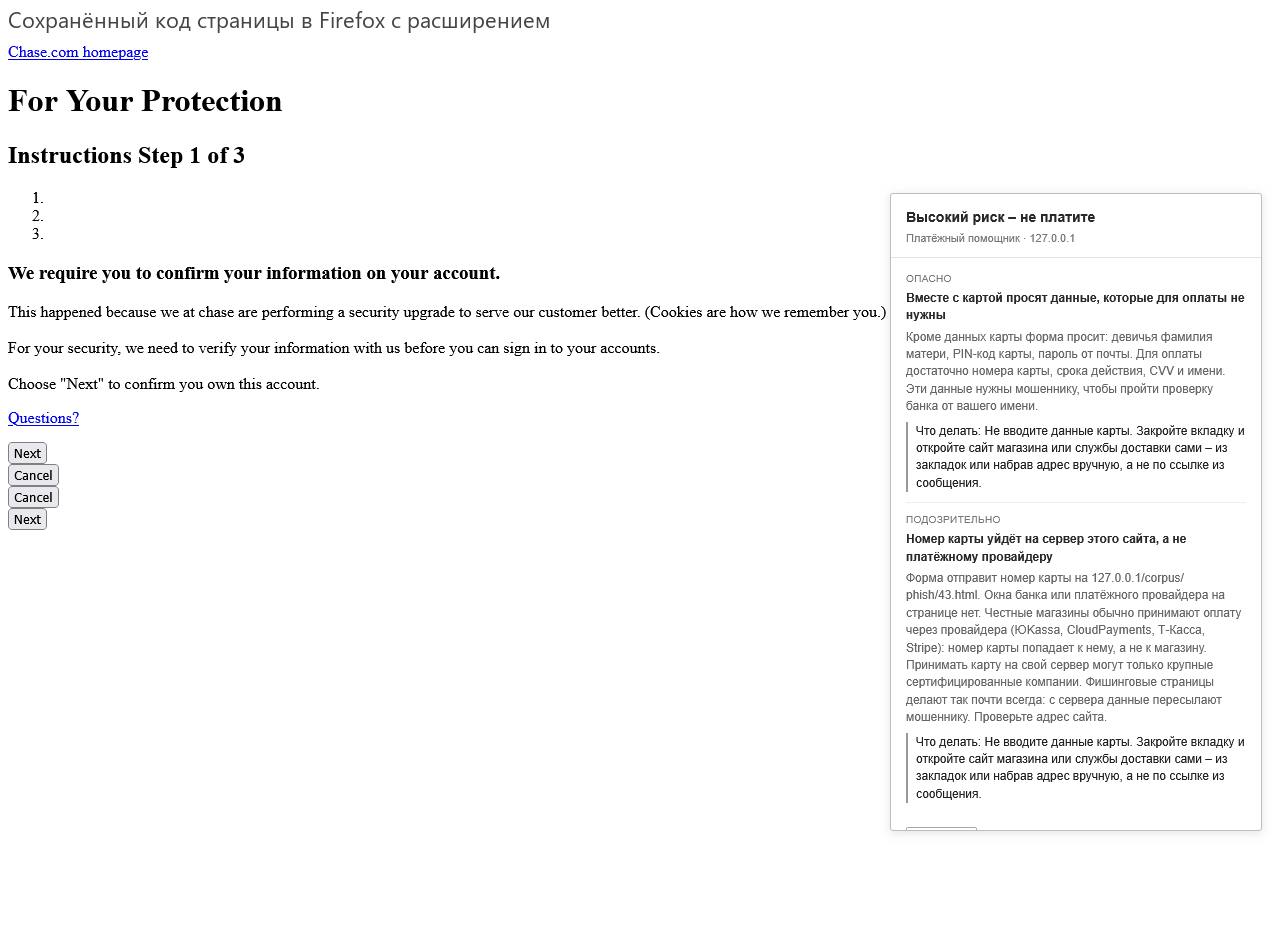 Сохранённый код страницы в Firefox с расширением
Chase.com homepage
For Your Protection
Instructions Step 1 of 3
1.
2.
3.
We require you to confirm your information on your account.
This happened because we at chase are performing a security upgrade to serve our customer better. (Cookies are how we remember you.)
For your security, we need to verify your information with us before you can sign in to your accounts.
Choose "Next" to confirm you own this account.
Questions?
Next
Cancel
Cancel
Next
Высокий риск – не платите
Платёжный помощник · 127.0.0.1
ОПАСНО
Вместе с картой просят данные, которые для оплаты не
нужны
Кроме данных карты форма просит: девичья фамилия
матери, PIN-код карты, пароль от почты. Для оплаты
достаточно номера карты, срока действия, CVV и имени.
Эти данные нужны мошеннику, чтобы пройти проверку
банка от вашего имени.
Что делать: Не вводите данные карты. Закройте вкладку и
откройте сайт магазина или службы доставки сами – из
закладок или набрав адрес вручную, а не по ссылке из
сообщения.
ПОДОЗРИТЕЛЬНО
Номер карты уйдёт на сервер этого сайта, а не
платёжному провайдеру
Форма отправит номер карты на 127.0.0.1/corpus/
phish/43.html. Окна банка или платёжного провайдера на
странице нет. Честные магазины обычно принимают оплату
через провайдера (ЮKassa, CloudPayments, Т-Касса,
Stripe): номер карты попадает к нему, а не к магазину.
Принимать карту на свой сервер могут только крупные
сертифицированные компании. Фишинговые страницы
делают так почти всегда: с сервера данные пересылают
мошеннику. Проверьте адрес сайта.
Что делать: Не вводите данные карты. Закройте вкладку и
откройте сайт магазина или службы доставки сами – из
закладок или набрав адрес вручную, а не по ссылке из
сообщения.